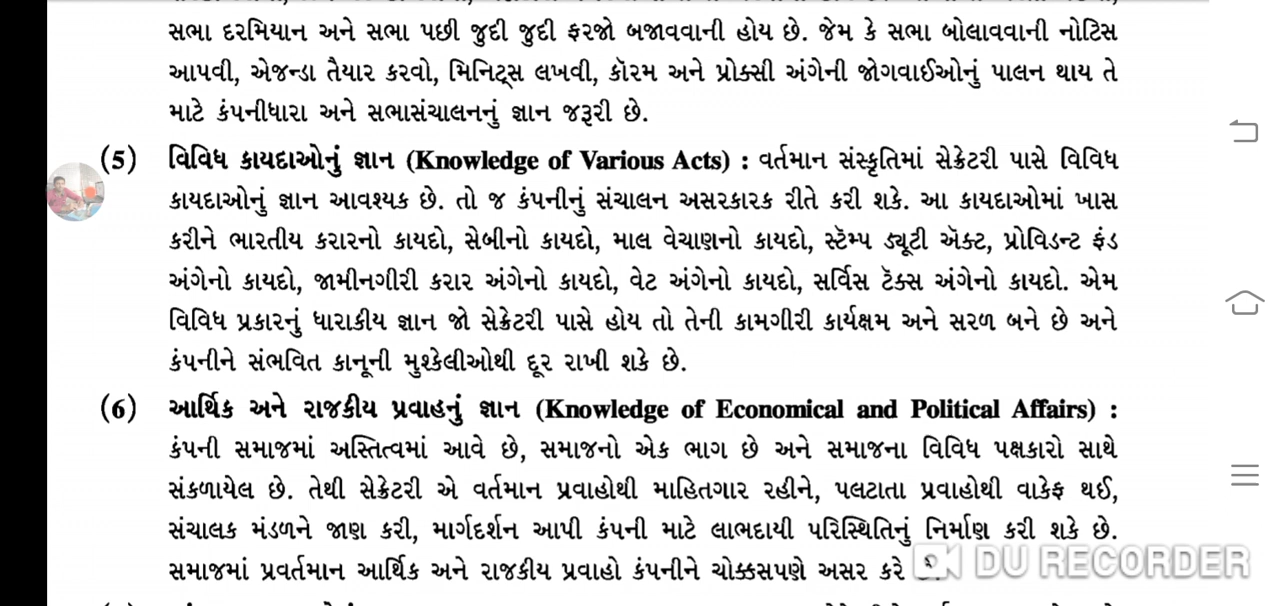 સભા દરમિયાન અને સભા પછી જુદી જુદી ફરજો બજાવવાની હોય છે. જેમ કે સભા બોલાવવાની નોટિસ
આપવી, એજન્ડા તૈયાર કરવો, મિનિટ્સ લખવી, કૉરમ અને પ્રોક્સી અંગેની જોગવાઈઓનું પાલન થાય તે
માટે કંપનીધારા અને સભાસંચાલનનું જ્ઞાન જરૂરી છે.
(5) વિવિધ કાયદાઓનું જ્ઞાન (Knowledge of Various Acts) : વર્તમાન સંસ્કૃતિમાં સેક્રેટરી પાસે વિવિધ
કાયદાઓનું જ્ઞાન આવશ્યક છે. તો જ કંપનીનું સંચાલન અસરકારક રીતે કરી શકે. આ કાયદાઓમાં ખાસ
કરીને ભારતીય કરારનો કાયદો, સેબીનો કાયદો, માલ વેચાણનો કાયદો, સ્ટૅમ્પ ડ્યૂટી ઍક્ટ, પ્રોવિડન્ટ ફંડ
અંગેનો કાયદો, જામીનગીરી કરાર અંગેનો કાયદો, વેટ અંગેનો કાયદો, સર્વિસ ટૅક્સ અંગેનો કાયદો. એમ
વિવિધ પ્રકારનું ધારાકીય જ્ઞાન જો સેક્રેટરી પાસે હોય તો તેની કામગીરી કાર્યક્ષમ અને સરળ બને છે અને
કંપનીને સંભવિત કાનૂની મુશ્કેલીઓથી દૂર રાખી શકે છે.
(6) આર્થિક અને રાજકીય પ્રવાહનું જ્ઞાન (Knowledge of Economical and Political Affairs) :
કંપની સમાજમાં અસ્તિત્વમાં આવે છે, સમાજનો એક ભાગ છે અને સમાજના વિવિધ પક્ષકારો સાથે
સંકળાયેલ છે. તેથી સેક્રેટરી એ વર્તમાન પ્રવાહોથી માહિતગાર રહીને, પલટાતા પ્રવાહોથી વાકેફ થઈ,
સંચાલક મંડળને જાણ કરી, માર્ગદર્શન આપી કંપની માટે લાભદાયી પરિસ્થિતિનું નિર્માણ કરી શકે છે.
સમાજમાં પ્રવર્તમાન આર્થિક અને રાજકીય પ્રવાહો કંપનીને ચોક્કસપણે અસર કરે
DU RECORDER